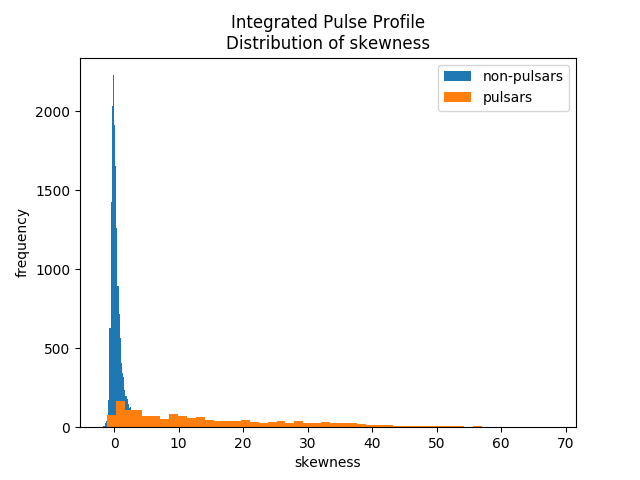 Integrated Pulse Profile
Distribution of skewness
non-pulsars
pulsars
2000
1500
1000
500
0
frequency
0 10 20 30 40 50 60 70
skewness